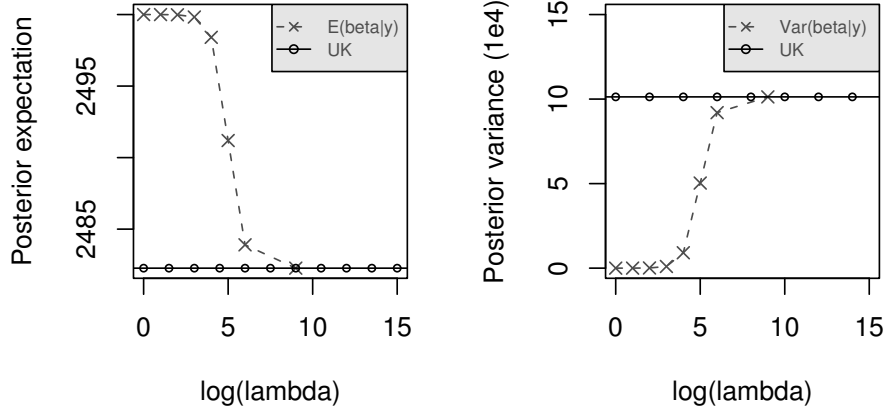 Posterior expectation
2485
2495
E(beta|y)
UK
0 5 10 15
log(lambda)
Posterior variance (1e4)
0 5 10 15
Var(beta|y)
UK
0 5 10 15
log(lambda)